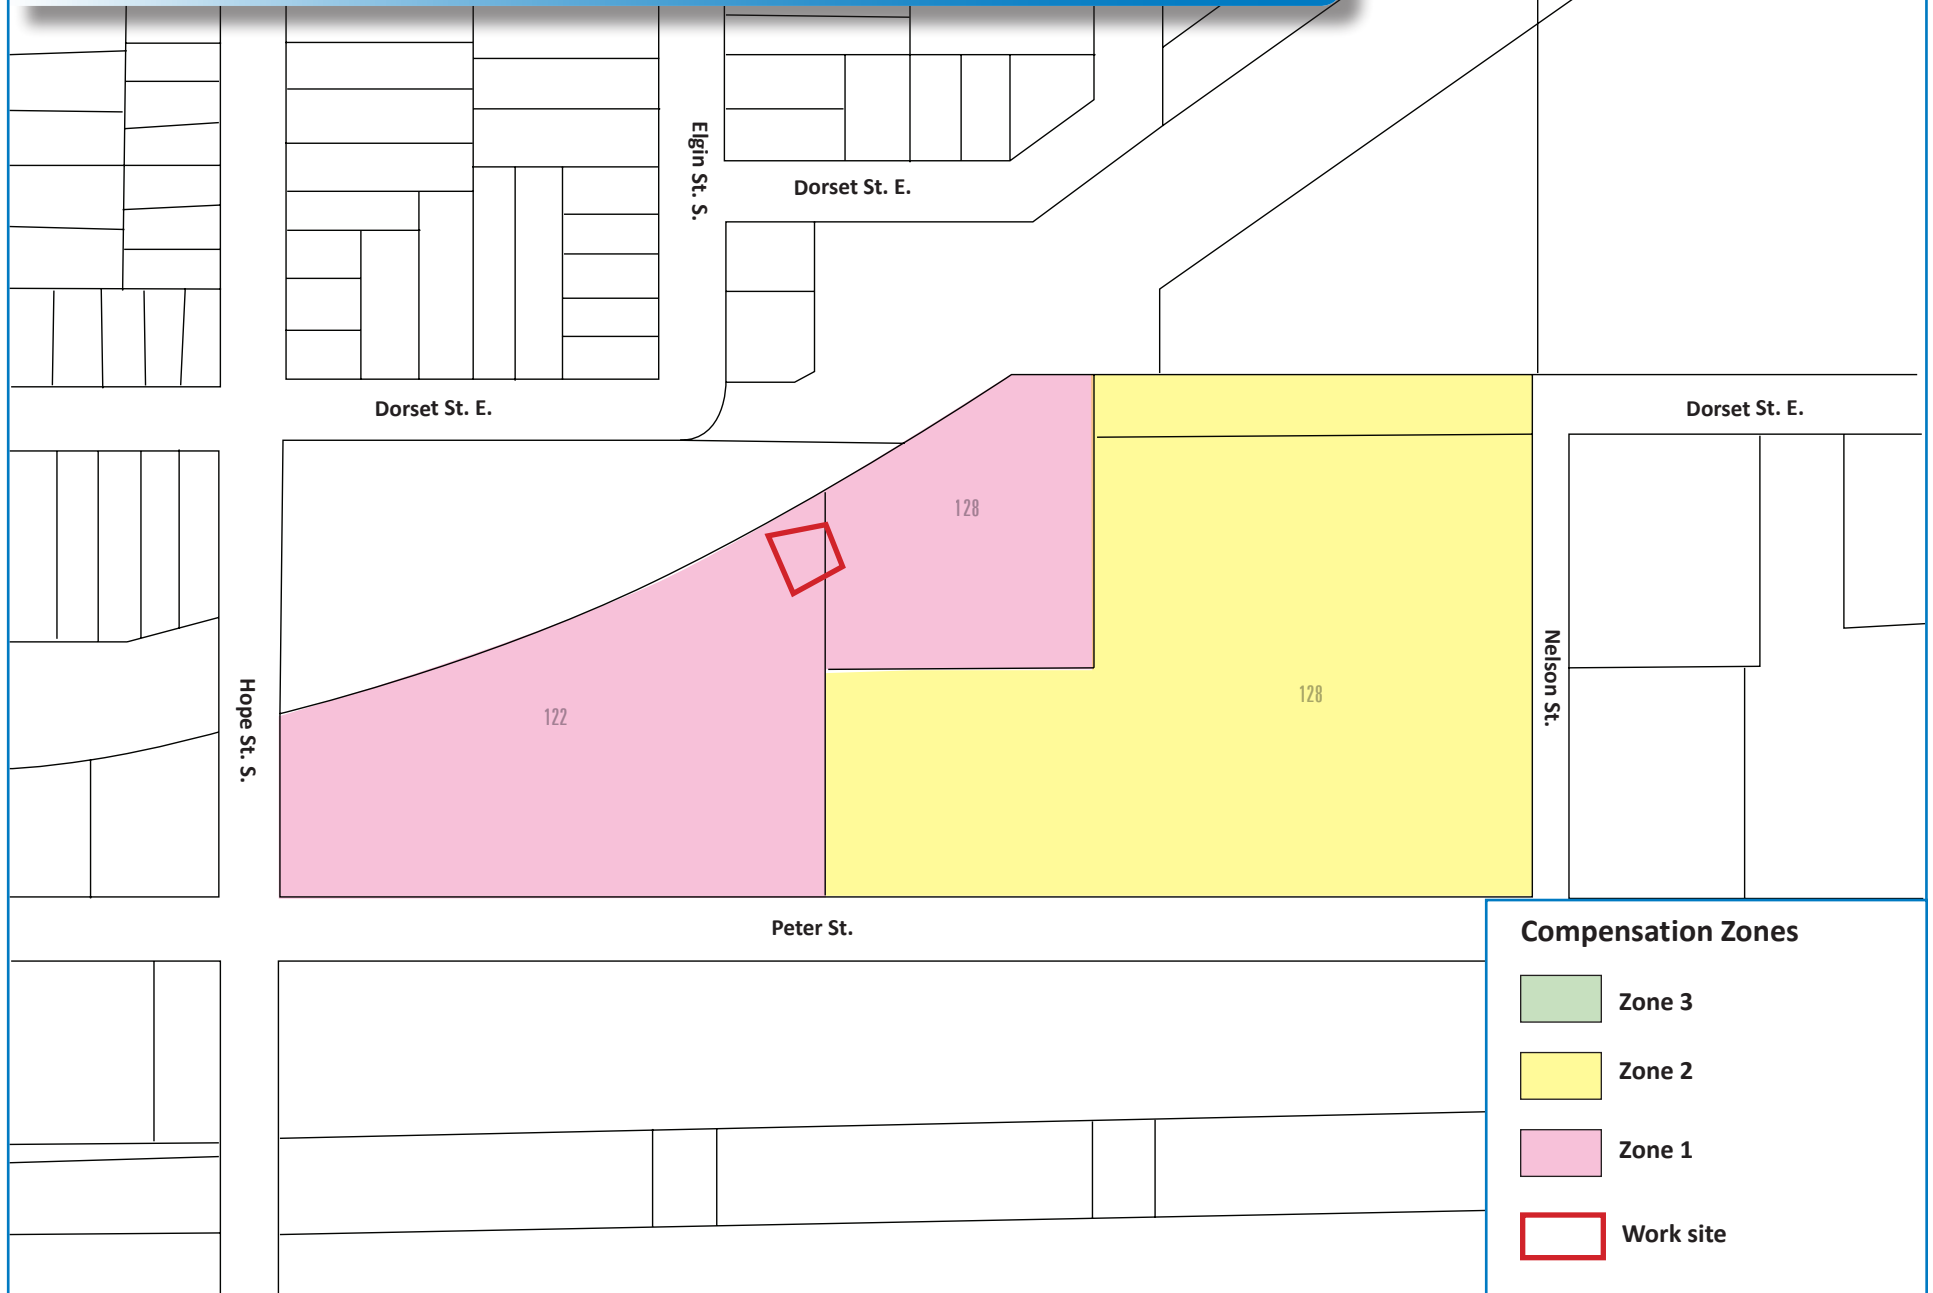 Elgin St. S.
Dorset St. E.
Dorset St. E.
Dorset St. E.
128
Hope St. S.
122
128
Nelson St.
Peter St.
Compensation Zones
Zone 3
Zone 2
Zone 1
Work site